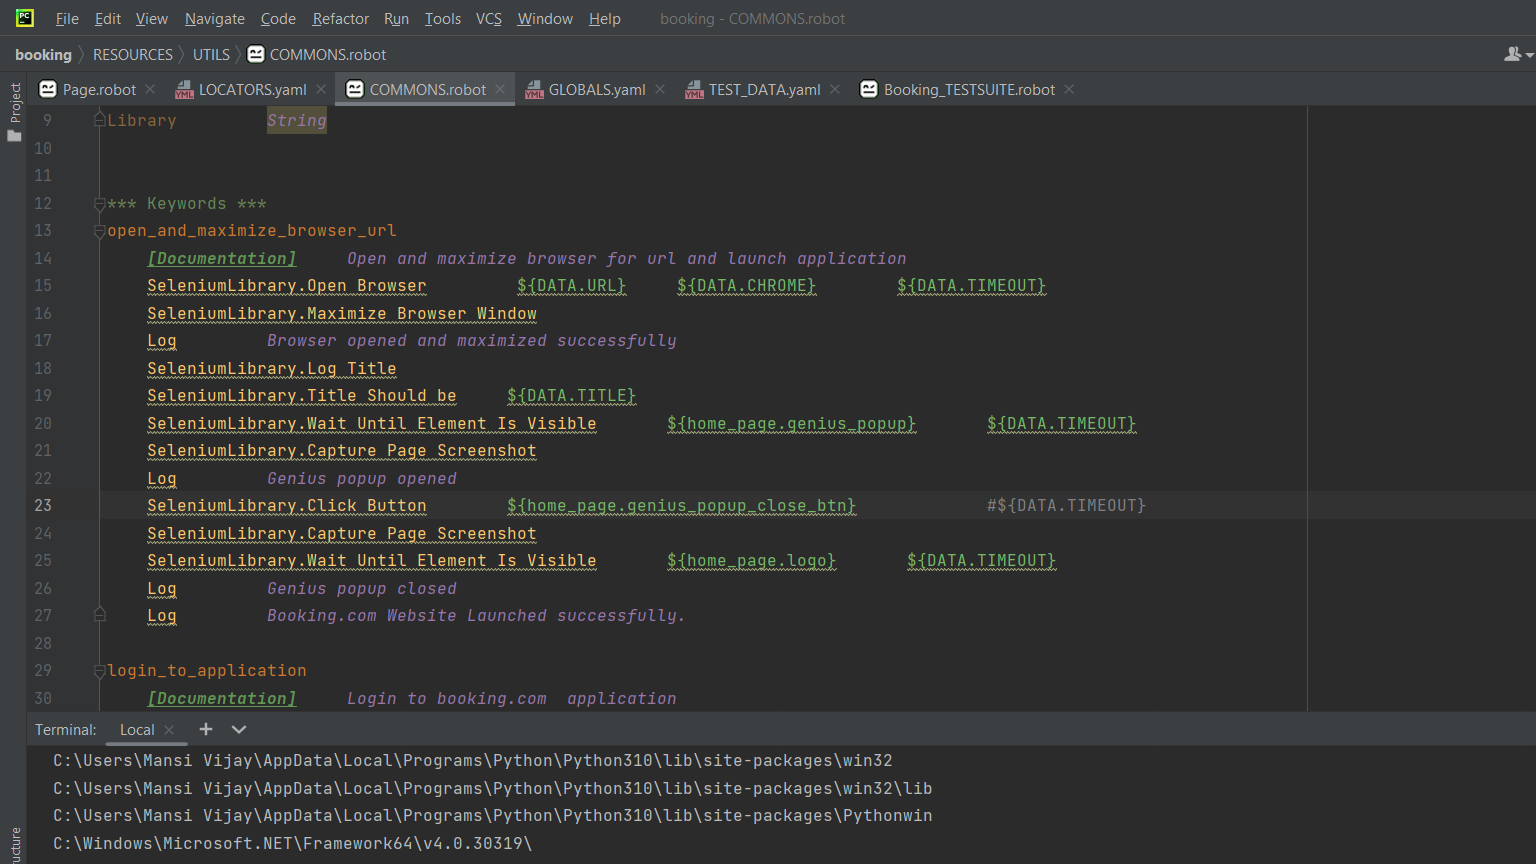 PC File Edit View Navigate Code Refactor Run Tools VCS Window Help booking - COMMONS.robot
booking RESOURCES UTILS COMMONS.robot
Project
Page.robot LOCATORS.yaml COMMONS.robot GLOBALS.yaml TEST_DATA.yaml Booking_TESTSUITE.robot
9 Library String
10
11
12 *** Keywords ***
13 open_and_maximize_browser_url
14 [Documentation] Open and maximize browser for url and launch application
15 SeleniumLibrary.Open Browser ${DATA.URL} ${DATA.CHROME} ${DATA.TIMEOUT}
16 SeleniumLibrary.Maximize Browser Window
17 Log Browser opened and maximized successfully
18 SeleniumLibrary.Log Title
19 SeleniumLibrary.Title Should be ${DATA.TITLE}
20 SeleniumLibrary.Wait Until Element Is Visible ${home_page.genius_popup} ${DATA.TIMEOUT}
21 SeleniumLibrary.Capture Page Screenshot
22 Log Genius popup opened
23 SeleniumLibrary.Click Button ${home_page.genius_popup_close_btn} #${DATA.TIMEOUT}
24 SeleniumLibrary.Capture Page Screenshot
25 SeleniumLibrary.Wait Until Element Is Visible ${home_page.logo} ${DATA.TIMEOUT}
26 Log Genius popup closed
27 Log Booking.com Website Launched successfully.
28
29 login_to_application
30 [Documentation] Login to booking.com  application
Terminal: Local
C:\Users\Mansi Vijay\AppData\Local\Programs\Python\Python310\lib\site-packages\win32
C:\Users\Mansi Vijay\AppData\Local\Programs\Python\Python310\lib\site-packages\win32\lib
C:\Users\Mansi Vijay\AppData\Local\Programs\Python\Python310\lib\site-packages\Pythonwin
C:\Windows\Microsoft.NET\Framework64\v4.0.30319\
ucture